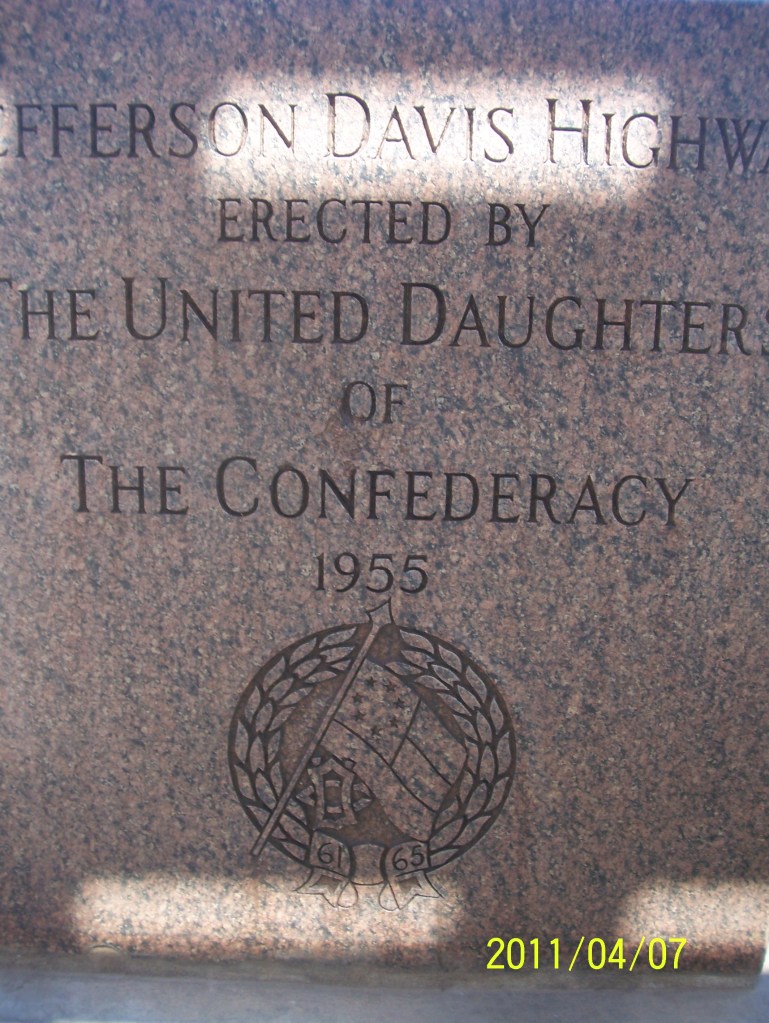 EFFERSON DAVIS HIGHWA
ERECTED BY
THE UNITED DAUGHTERS
OF
THE CONFEDERACY
1955
61 65
2011/04/07